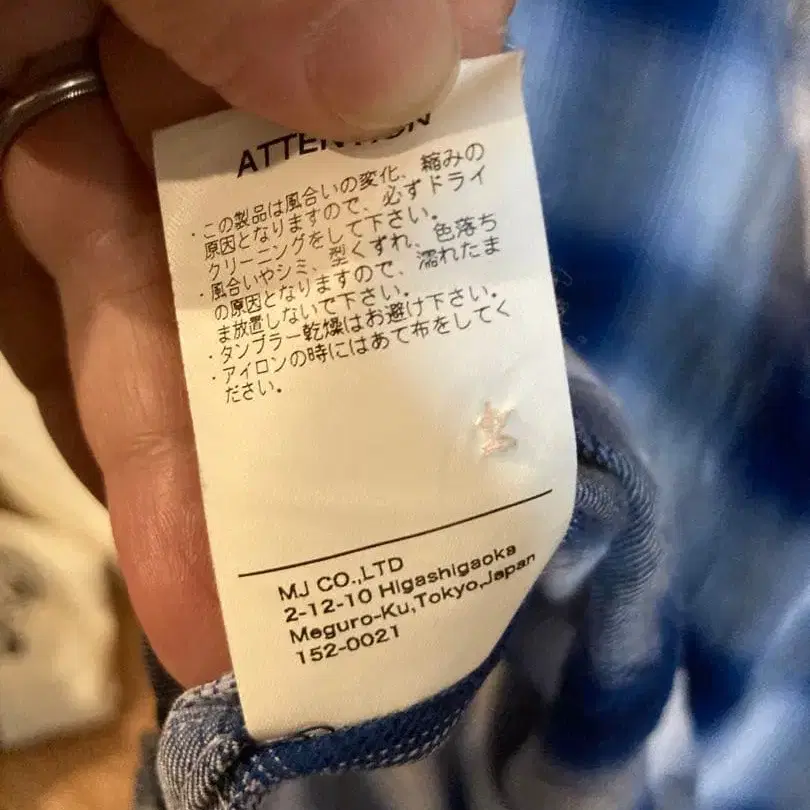 ATTENTION
・この製品は風合いの変化、縮みの
原因となりますので、必ずドライ
クリーニングをして下さい。
・風合いやシミ、型くずれ、色落ち
の原因となりますので、濡れたま
ま放置しないで下さい。
・タンブラー乾燥はお避け下さい。
・アイロンの時にはあて布をしてく
ださい。
MJ CO.,LTD
2-12-10 Higashigaoka
Meguro-Ku,Tokyo,Japan
152-0021